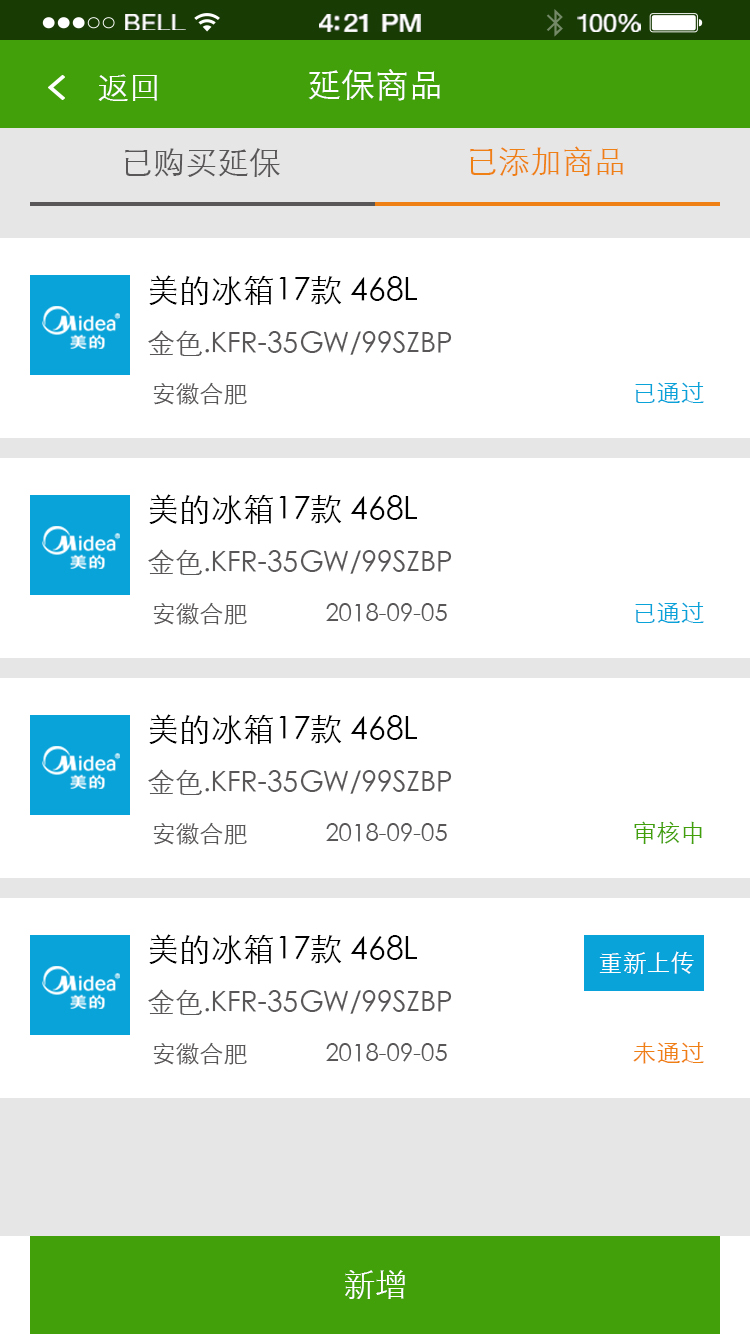 BELL 4:21 PM 100%
返回 延保商品
已购买延保 已添加商品
Midea®
美的
美的冰箱17款 468L
金色.KFR-35GW/99SZBP
安徽合肥 已通过
Midea®
美的
美的冰箱17款 468L
金色.KFR-35GW/99SZBP
安徽合肥 2018-09-05 已通过
Midea®
美的
美的冰箱17款 468L
金色.KFR-35GW/99SZBP
安徽合肥 2018-09-05 审核中
Midea®
美的
美的冰箱17款 468L
重新上传
金色.KFR-35GW/99SZBP
安徽合肥 2018-09-05 未通过
新增